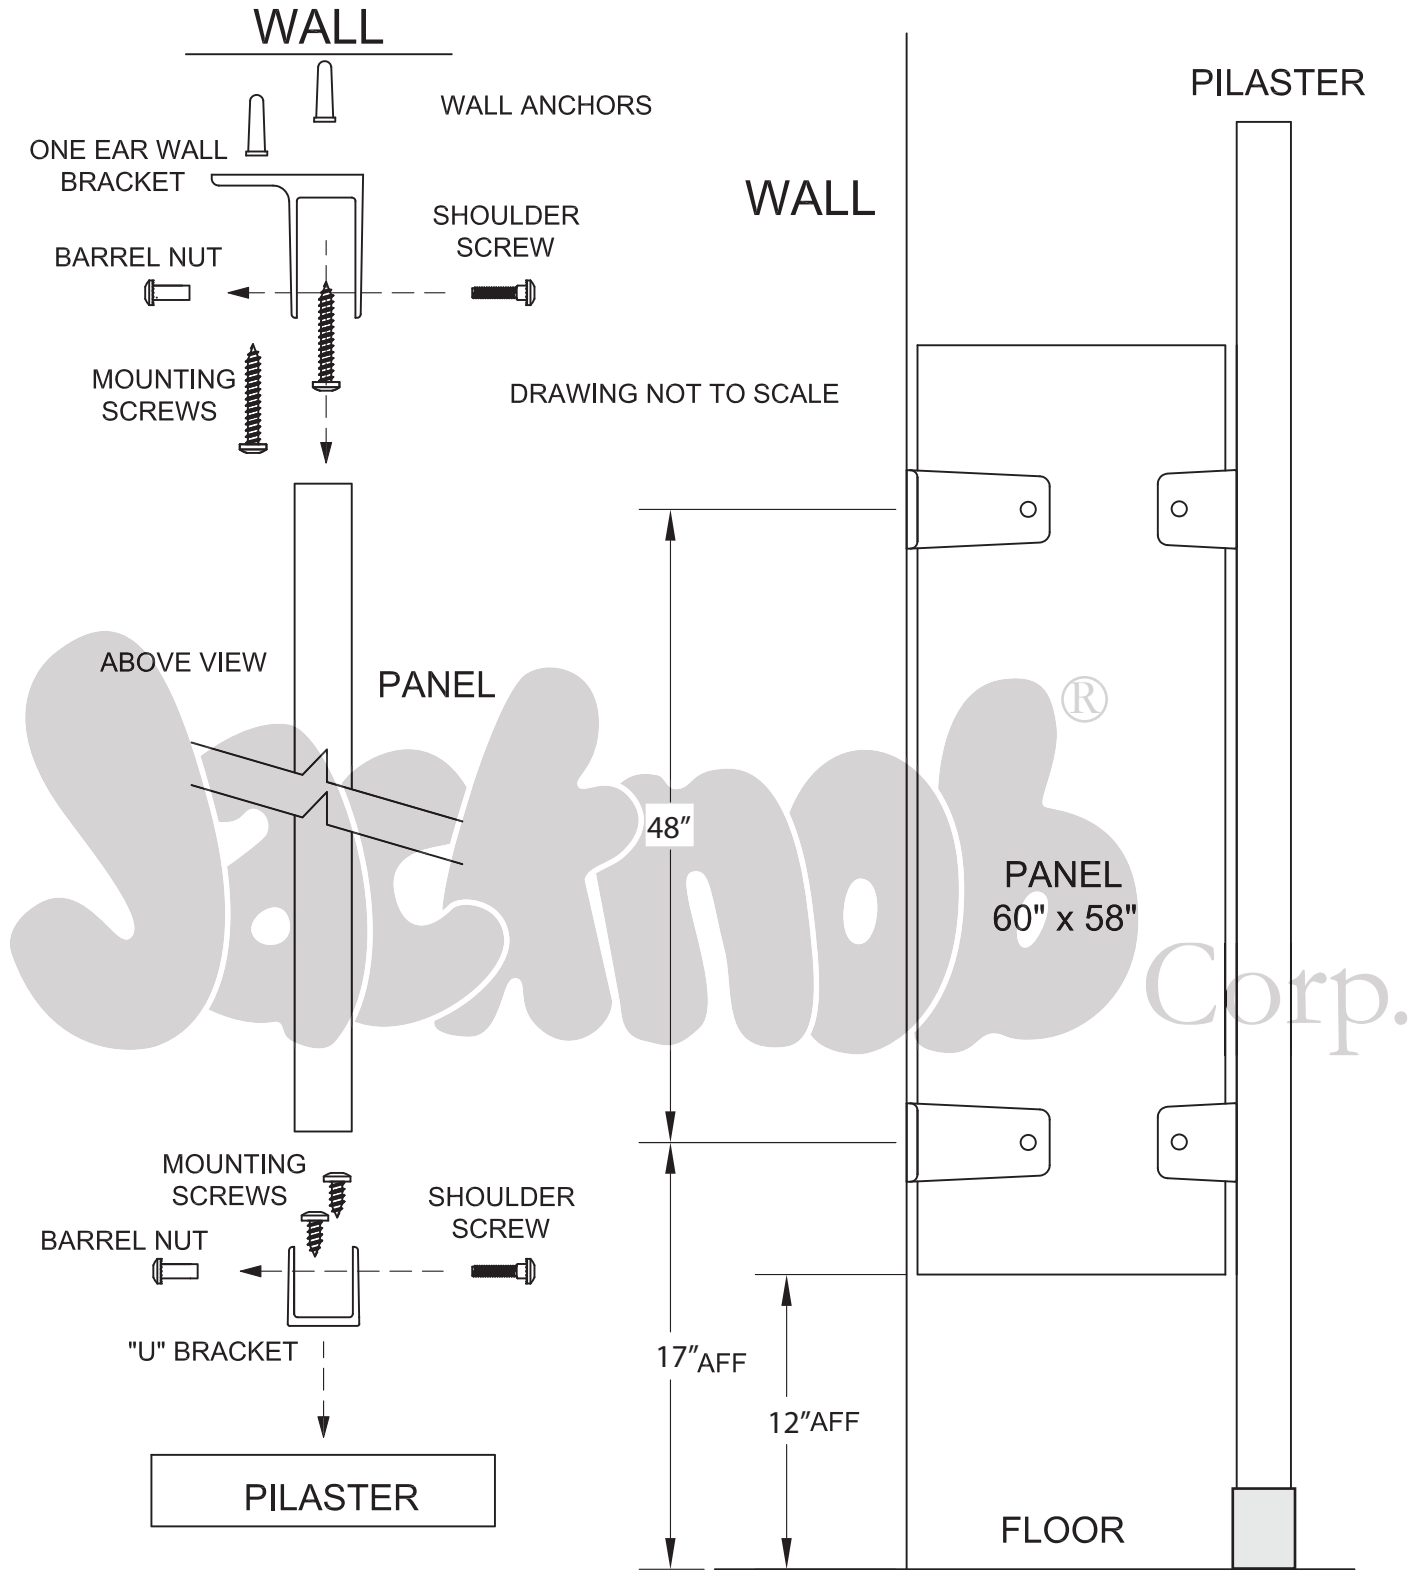 WALL
WALL ANCHORS
ONE EAR WALL
BRACKET
SHOULDER
SCREW
BARREL NUT
MOUNTING
SCREWS
DRAWING NOT TO SCALE
ABOVE VIEW
PANEL
MOUNTING
SCREWS
SHOULDER
SCREW
BARREL NUT
"U" BRACKET
PILASTER
PILASTER
WALL
48”
PANEL
60" x 58"
17”AFF
12”AFF
FLOOR
Jacknob®
Corp.